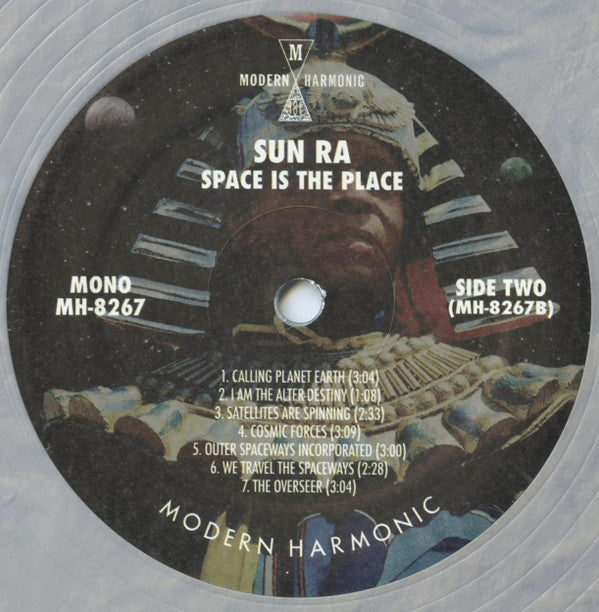 M
MODERN HARMONIC
SUN RA
SPACE IS THE PLACE
MONO
MH-8267
SIDE TWO
(MH-8267B)
1. CALLING PLANET EARTH (3:04)
2. I AM THE ALTER-DESTINY (1:08)
3. SATELLITES ARE SPINNING (2:33)
4. COSMIC FORCES (3:09)
5. OUTER SPACEWAYS INCORPORATED (3:00)
6. WE TRAVEL THE SPACEWAYS (2:28)
7. THE OVERSEER (3:04)
MODERN HARMONIC